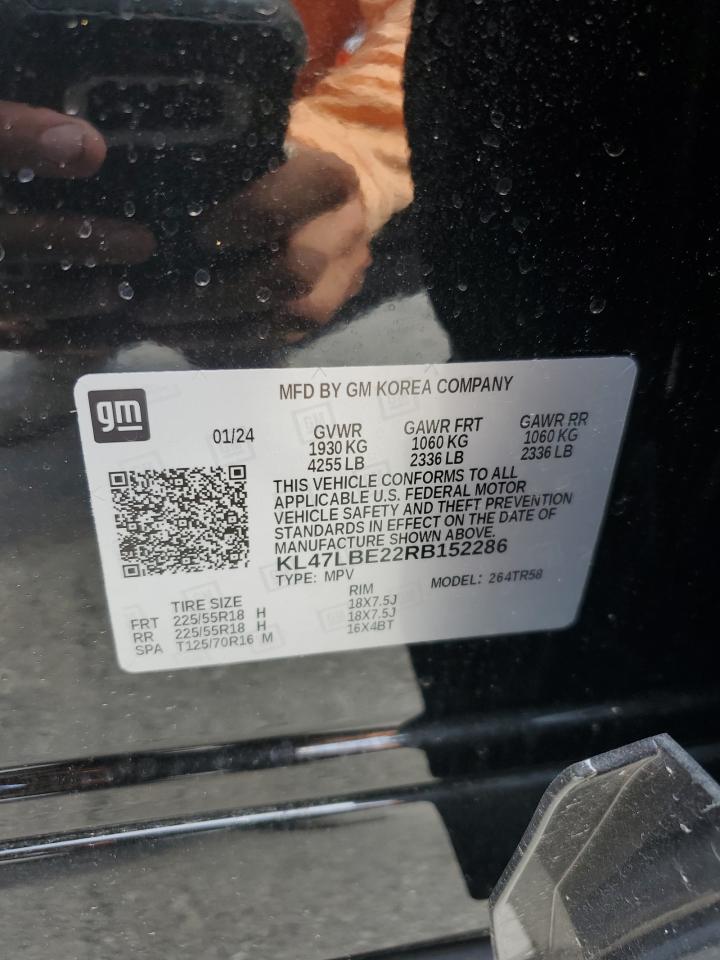 gm
MFD BY GM KOREA COMPANY
01/24
GVWR
1930 KG
4255 LB
GAWR FRT
1060 KG
2336 LB
GAWR RR
1060 KG
2336 LB
THIS VEHICLE CONFORMS TO ALL
APPLICABLE U.S. FEDERAL MOTOR
VEHICLE SAFETY AND THEFT PREVENTION
STANDARDS IN EFFECT ON THE DATE OF
MANUFACTURE SHOWN ABOVE.
KL47LBE22RB152286
TYPE: MPV
MODEL: 264TR58
TIRE SIZE
RIM
FRT 225/55R18 H 18X7.5J
RR 225/55R18 H 18X7.5J
SPA T125/70R16 M 16X4BT